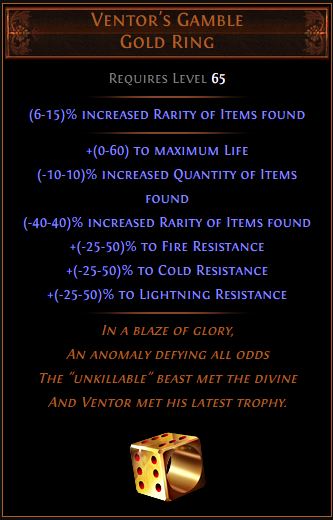 Ventor's Gamble
Gold Ring
Requires Level 65
(6-15)% increased Rarity of Items found
+(0-60) to maximum Life
(-10-10)% increased Quantity of Items
found
(-40-40)% increased Rarity of Items found
+(-25-50)% to Fire Resistance
+(-25-50)% to Cold Resistance
+(-25-50)% to Lightning Resistance
In a blaze of glory,
An anomaly defying all odds
The "unkillable" beast met the divine
And Ventor met his latest trophy.